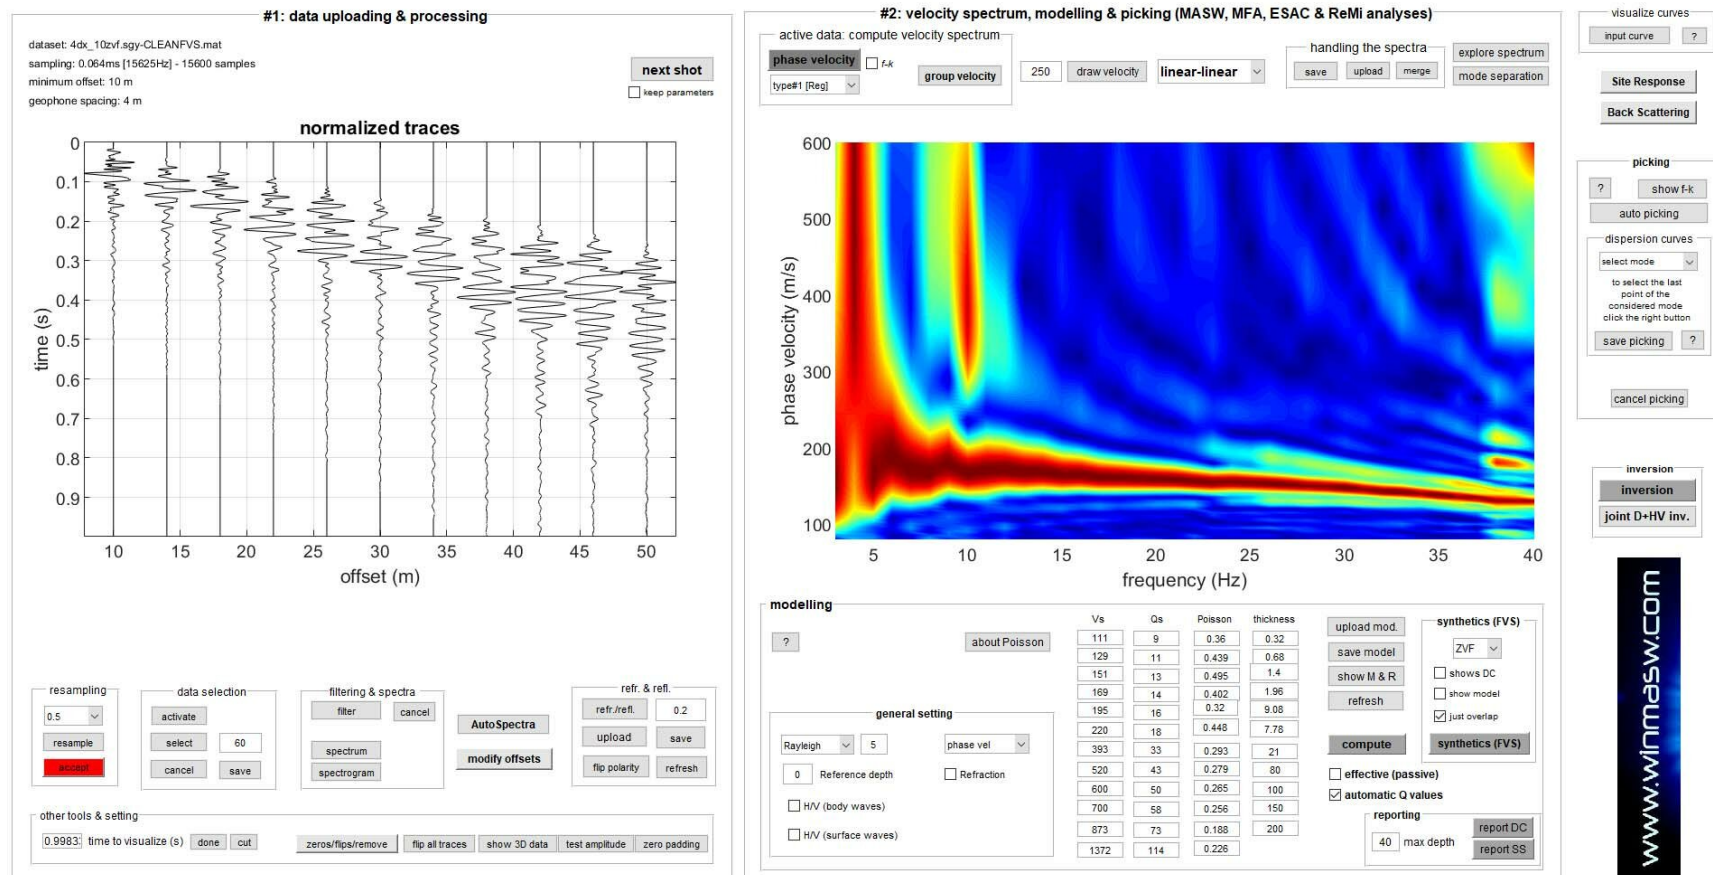 #1: data uploading & processing
dataset: 4dx_10zvf.sgy-CLEANFVS.mat
sampling: 0.064ms [15625Hz] - 15600 samples
minimum offset: 10 m
geophone spacing: 4 m
next shot
keep parameters
normalized traces
0
0.1
0.2
0.3
0.4
0.5
0.6
0.7
0.8
0.9
time (s)
10 15 20 25 30 35 40 45 50
offset (m)
resampling
0.5
resample
accept
data selection
activate
select 60
cancel save
filtering & spectra
filter cancel
spectrum
spectrogram
AutoSpectra
modify offsets
refr. & refl.
refr./refl. 0.2
upload save
flip polarity refresh
other tools & setting
0.9983: time to visualize (s) done cut zeros/flips/remove flip all traces show 3D data test amplitude zero padding
#2: velocity spectrum, modelling & picking (MASW, MFA, ESAC & ReMi analyses)
active data: compute velocity spectrum
phase velocity f-k
type#1 [Reg]
group velocity
250 draw velocity
linear-linear
handling the spectra
save upload merge
explore spectrum
mode separation
600
500
400
300
200
100
phase velocity (m/s)
5 10 15 20 25 30 35 40
frequency (Hz)
modelling
?
about Poisson
general setting
Rayleigh 5 phase vel
0 Reference depth Refraction
H/V (body waves)
H/V (surface waves)
Vs Qs Poisson thickness
111 9 0.36 0.32
129 11 0.439 0.68
151 13 0.495 1.4
169 14 0.402 1.96
195 16 0.32 9.08
220 18 0.448 7.78
393 33 0.293 21
520 43 0.279 80
600 50 0.265 100
700 58 0.256 150
873 73 0.188 200
1372 114 0.226
upload mod.
save model
show M & R
refresh
compute
synthetics (FVS)
ZVF
shows DC
show model
just overlap
synthetics (FVS)
effective (passive)
automatic Q values
reporting
40 max depth
report DC
report SS
visualize curves
input curve ?
Site Response
Back Scattering
picking
? show f-k
auto picking
dispersion curves
select mode
to select the last
point of the
considered mode
click the right button
save picking ?
cancel picking
inversion
inversion
joint D+HV inv.
www.winmasw.com